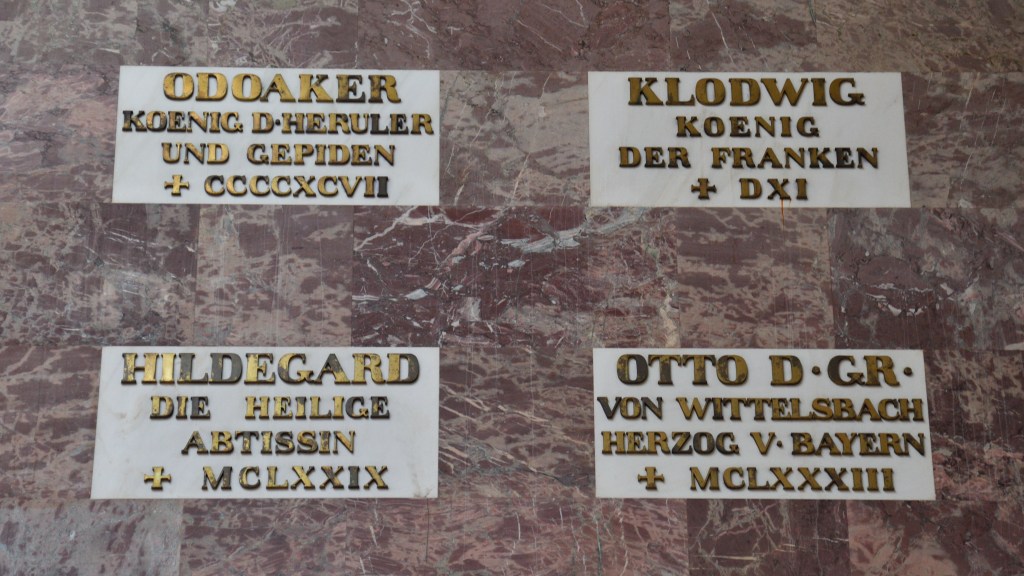 ODOAKER
KOENIG D·HERULER
UND GEPIDEN
+ CCCCXCVII
KLODWIG
KOENIG
DER FRANKEN
+ DXI
HILDEGARD
DIE HEILIGE
ABTISSIN
+ MCLXXIX
OTTO D·GR·
VON WITTELSBACH
HERZOG V·BAYERN
+ MCLXXXIII